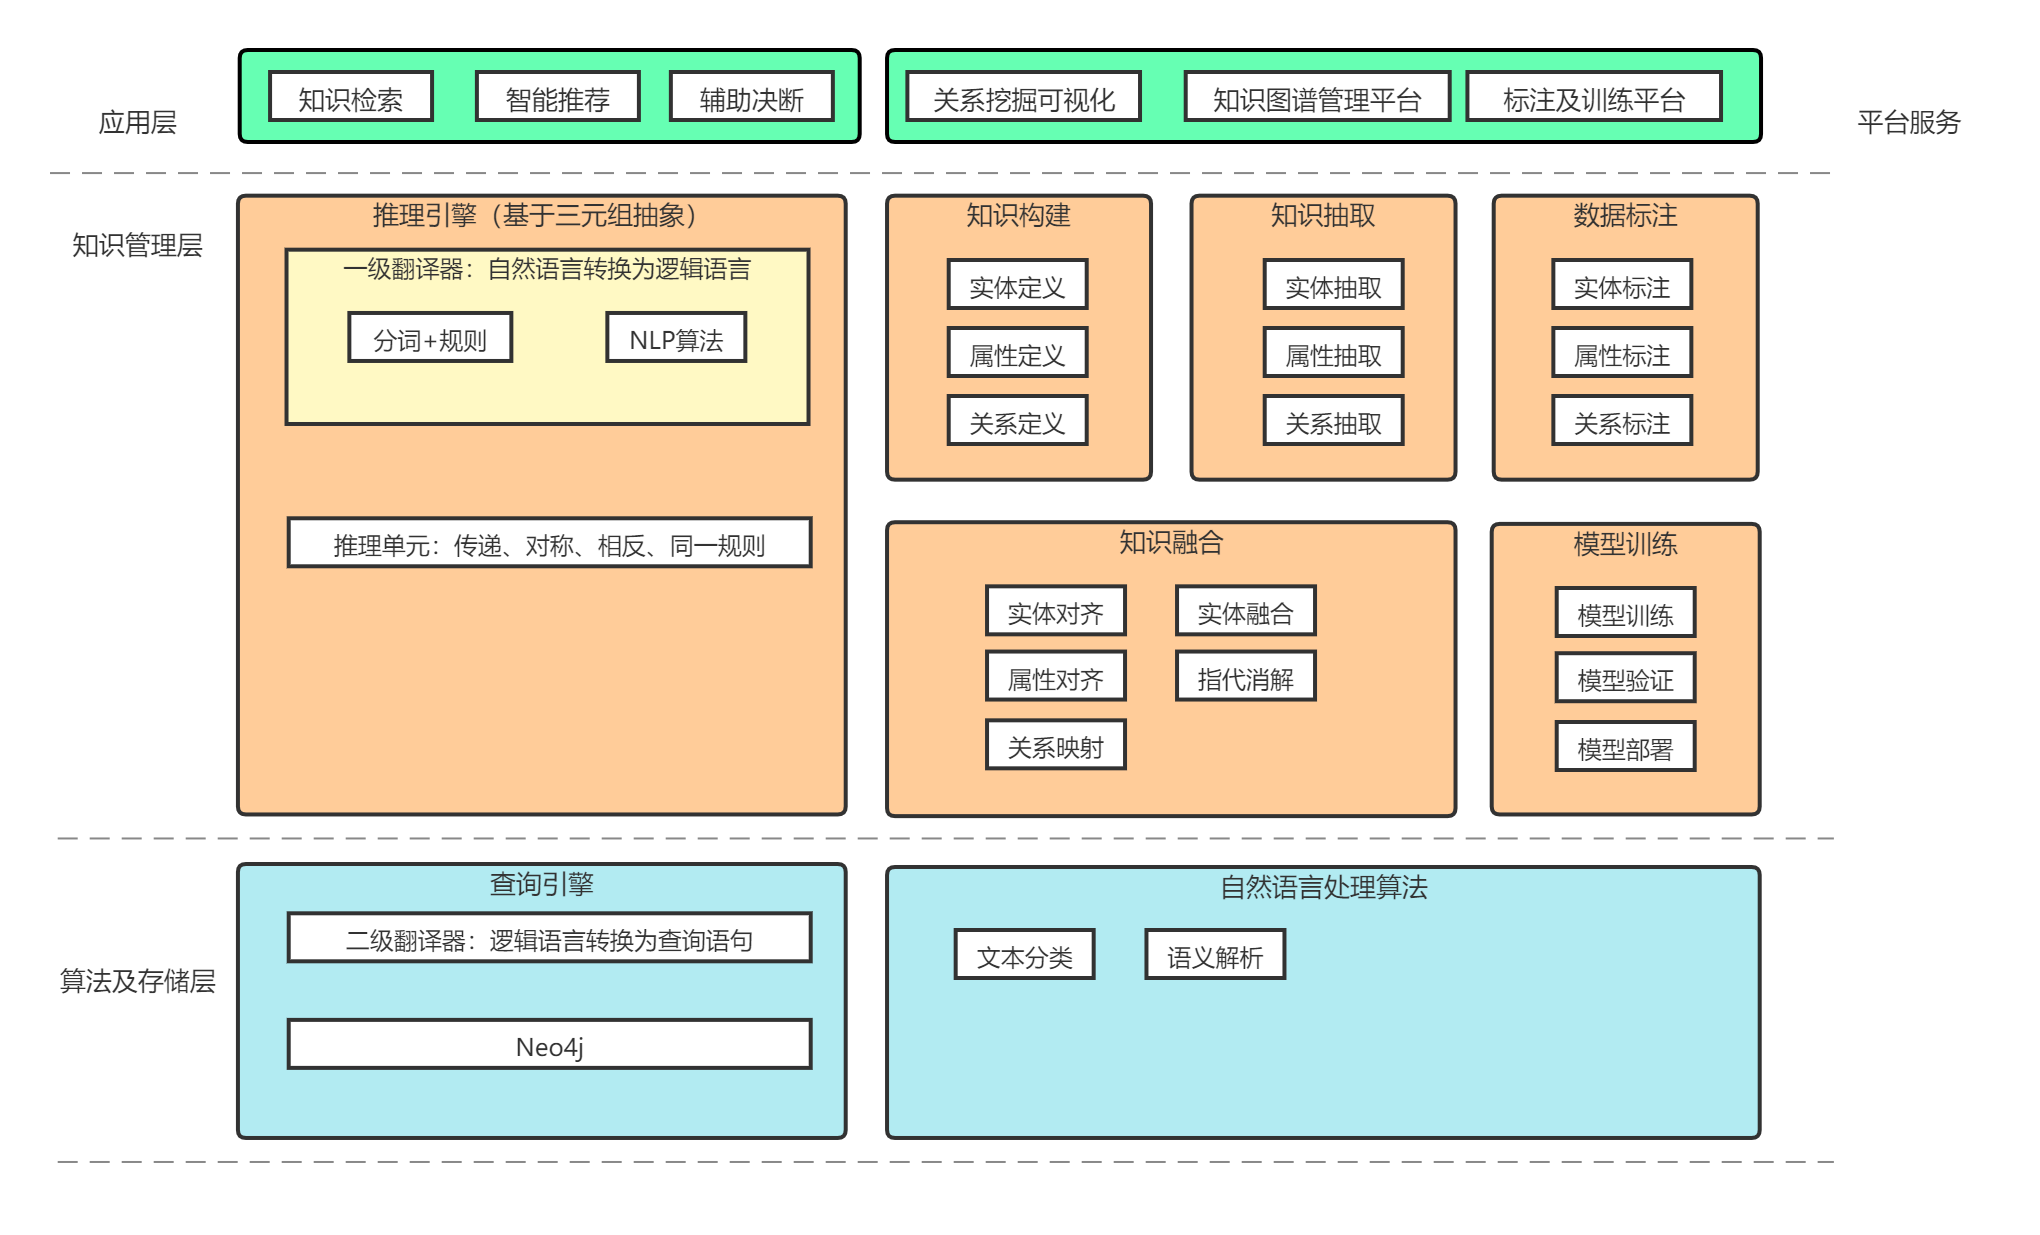 应用层
知识检索
智能推荐
辅助决断
关系挖掘可视化
知识图谱管理平台
标注及训练平台
平台服务
知识管理层
推理引擎（基于三元组抽象）
一级翻译器：自然语言转换为逻辑语言
分词+规则
NLP算法
推理单元：传递、对称、相反、同一规则
知识构建
实体定义
属性定义
关系定义
知识抽取
实体抽取
属性抽取
关系抽取
数据标注
实体标注
属性标注
关系标注
知识融合
实体对齐
实体融合
属性对齐
指代消解
关系映射
模型训练
模型训练
模型验证
模型部署
算法及存储层
查询引擎
二级翻译器：逻辑语言转换为查询语句
Neo4j
自然语言处理算法
文本分类
语义解析